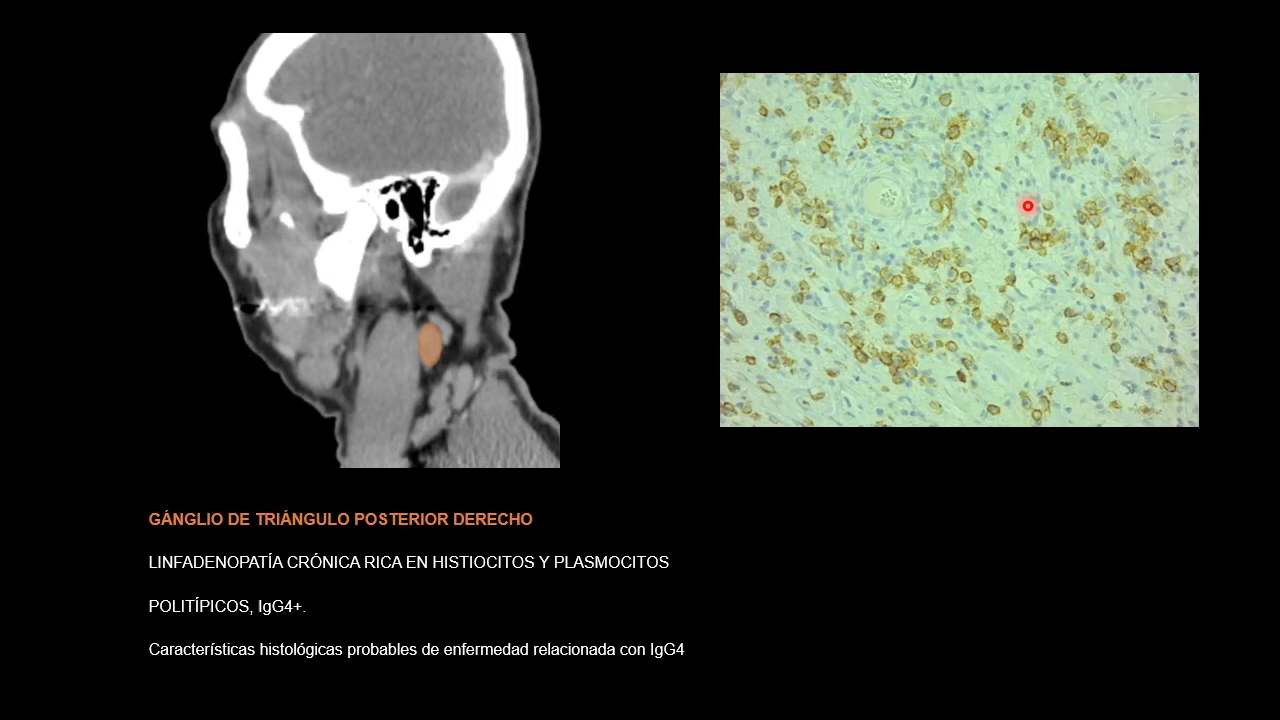 GÁNGLIO DE TRIÁNGULO POSTERIOR DERECHO
LINFADENOPATÍA CRÓNICA RICA EN HISTIOCITOS Y PLASMOCITOS
POLITÍPICOS, IgG4+.
Características histológicas probables de enfermedad relacionada con IgG4